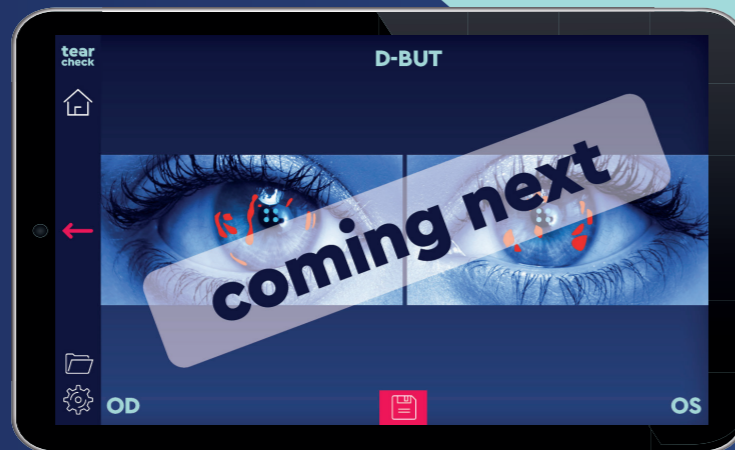 tear
check
D-BUT
coming next
OD
OS